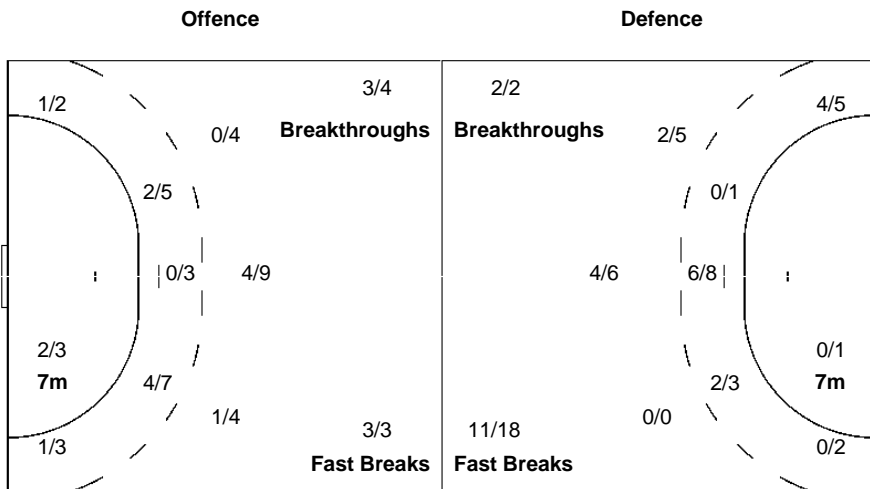 Offence Defence
3/4 2/2
1/2 4/5
Breakthroughs Breakthroughs
0/4 2/5
2/5 0/1
0/3 4/9 4/6 6/8
2/3 0/1
7m 4/7 2/3 7m
1/4 0/0
3/3 11/18
1/3 0/2
Fast Breaks Fast Breaks